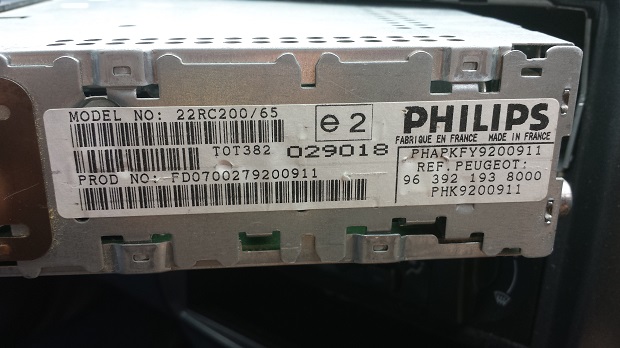 MODEL NO: 22RC200/65
e2
TOT382 029018
PROD NO: FD0700279200911
PHILIPS
FABRIQUE EN FRANCE MADE IN FRANCE
PHAPKFY9200911
REF.PEUGEOT:
96 392 193 8000
PHK9200911